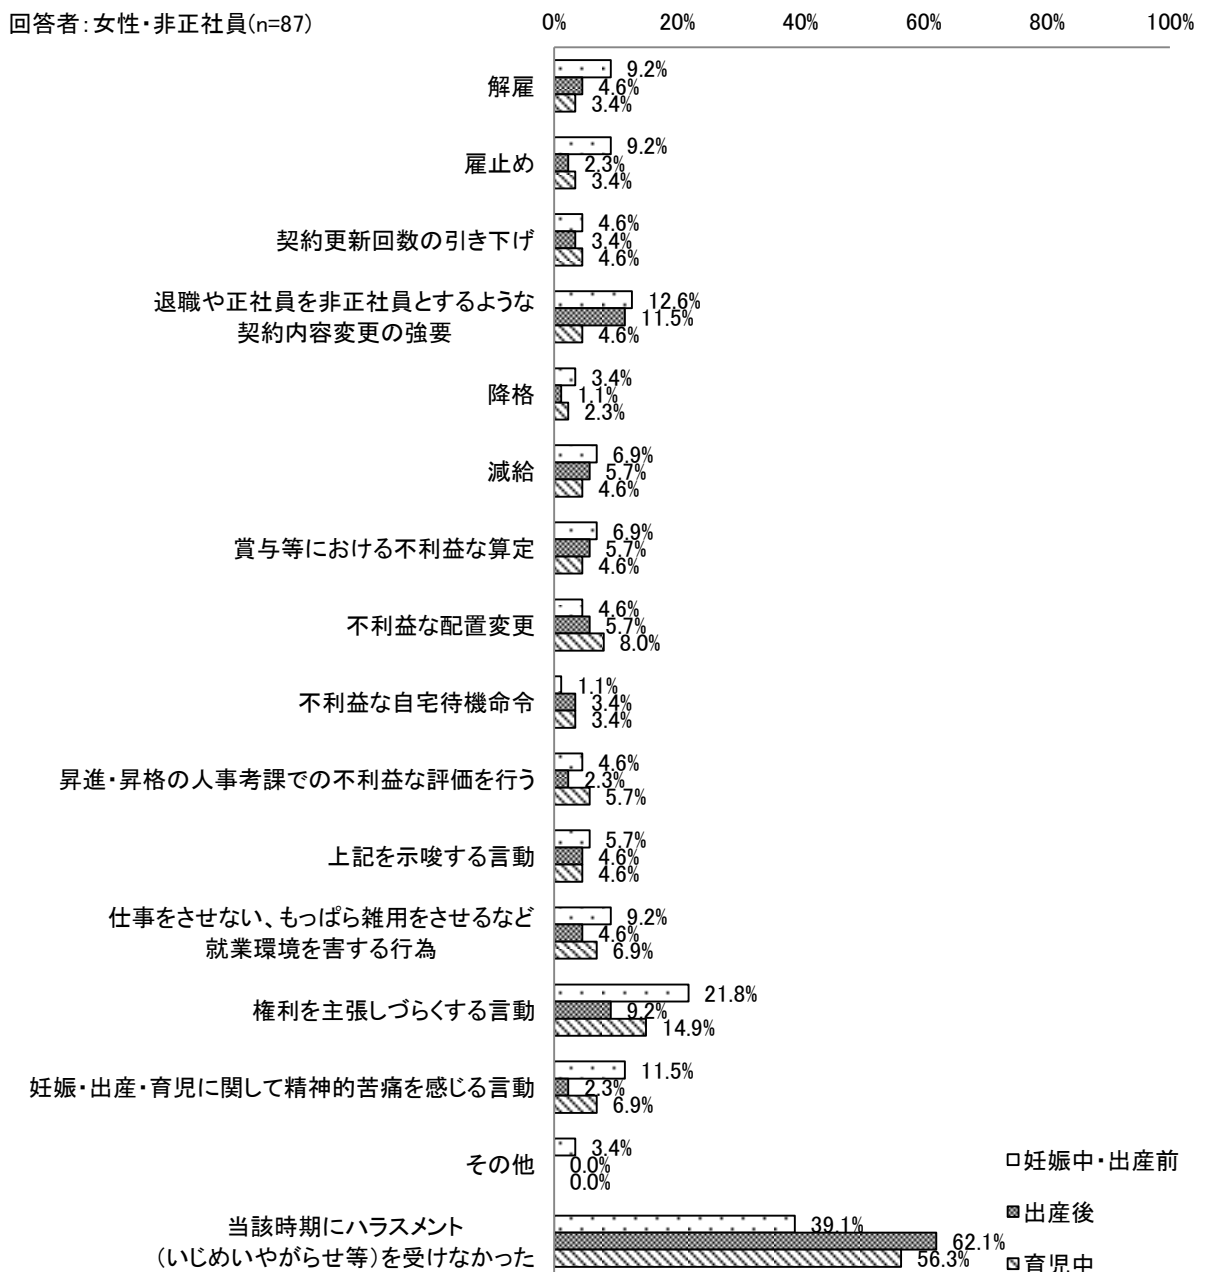 回答者:女性・非正社員(n=87)
0% 20% 40% 60% 80% 100%
解雇
9.2%
4.6%
3.4%
雇止め
9.2%
2.3%
3.4%
契約更新回数の引き下げ
4.6%
3.4%
4.6%
退職や正社員を非正社員とするような
契約内容変更の強要
12.6%
11.5%
4.6%
降格
3.4%
1.1%
2.3%
減給
6.9%
5.7%
4.6%
賞与等における不利益な算定
6.9%
5.7%
4.6%
不利益な配置変更
4.6%
5.7%
8.0%
不利益な自宅待機命令
1.1%
3.4%
3.4%
昇進・昇格の人事考課での不利益な評価を行う
4.6%
2.3%
5.7%
上記を示唆する言動
5.7%
4.6%
4.6%
仕事をさせない、もっぱら雑用をさせるなど
就業環境を害する行為
9.2%
4.6%
6.9%
権利を主張しづらくする言動
21.8%
9.2%
14.9%
妊娠・出産・育児に関して精神的苦痛を感じる言動
11.5%
2.3%
6.9%
その他
3.4%
0.0%
0.0%
当該時期にハラスメント
(いじめいやがらせ等)を受けなかった
39.1%
62.1%
56.3%
妊娠中・出産前
出産後
育児中